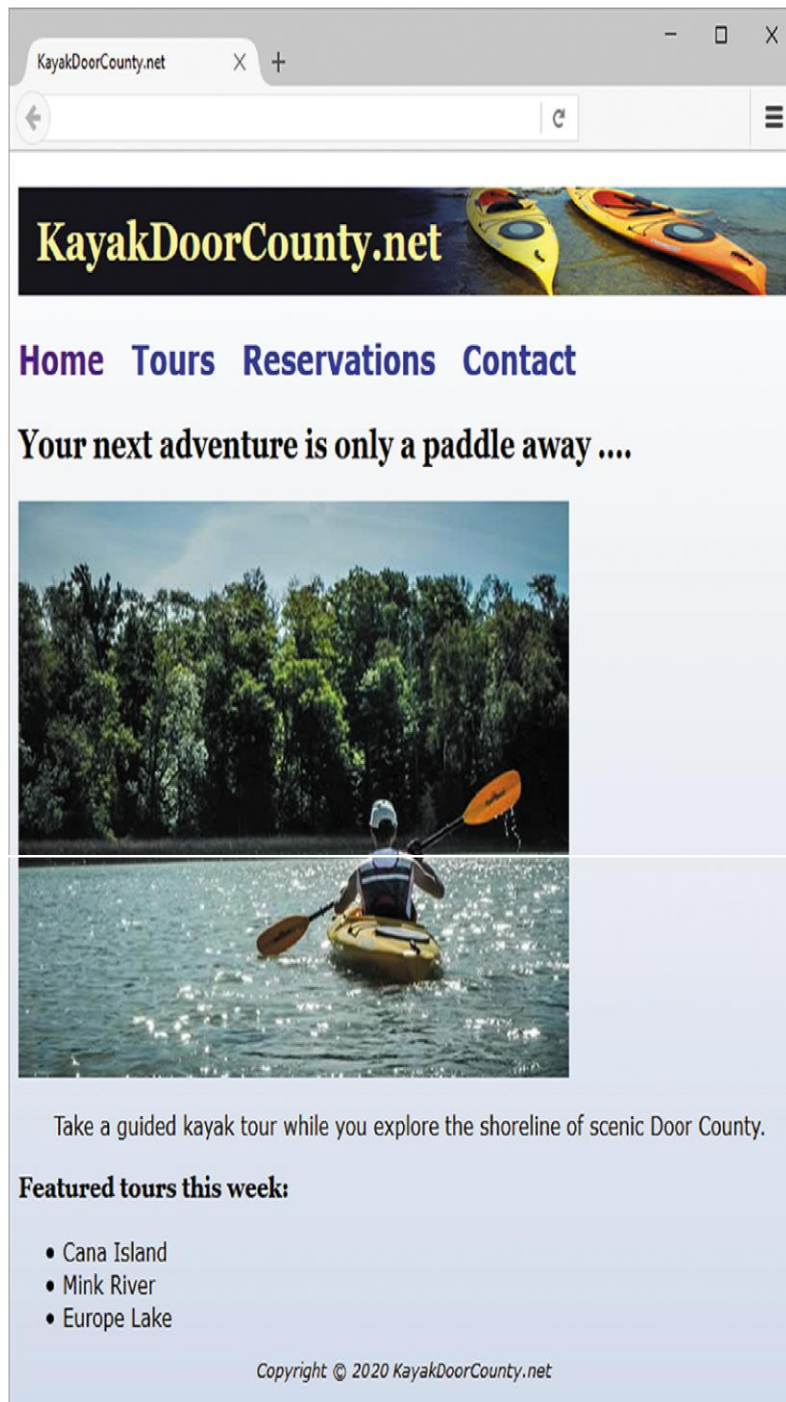 KayakDoorCounty.net
KayakDoorCounty.net
Home Tours Reservations Contact
Your next adventure is only a paddle away ....
Take a guided kayak tour while you explore the shoreline of scenic Door County.
Featured tours this week:
• Cana Island
• Mink River
• Europe Lake
Copyright © 2020 KayakDoorCounty.net